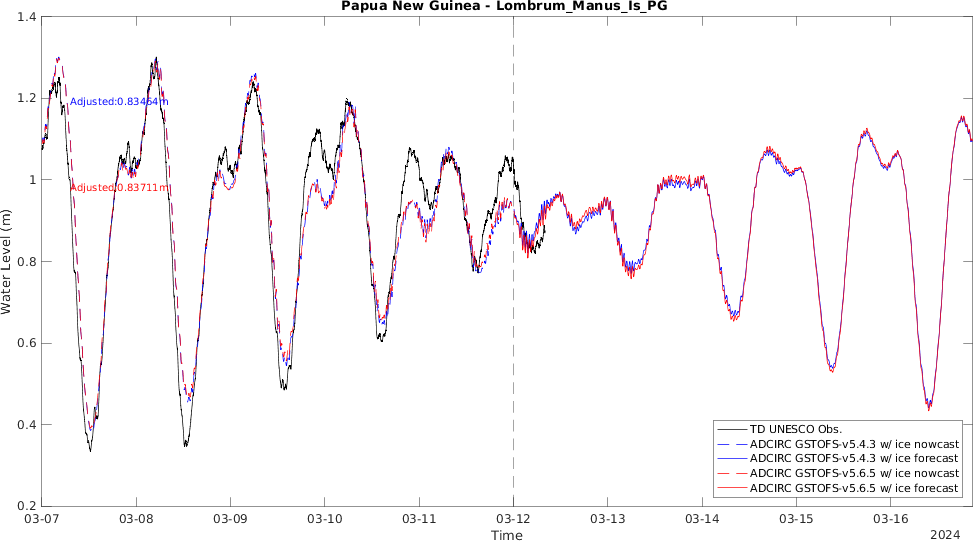 Papua New Guinea - Lombrum_Manus_Is_PG
1.4
1.2
1
0.8
0.6
0.4
0.2
Water Level (m)
Adjusted:0.83464m
Adjusted:0.83711m
TD UNESCO Obs.
ADCIRC GSTOFS-v5.4.3 w/ ice nowcast
ADCIRC GSTOFS-v5.4.3 w/ ice forecast
ADCIRC GSTOFS-v5.6.5 w/ ice nowcast
ADCIRC GSTOFS-v5.6.5 w/ ice forecast
03-07 03-08 03-09 03-10 03-11 03-12 03-13 03-14 03-15 03-16
Time
2024